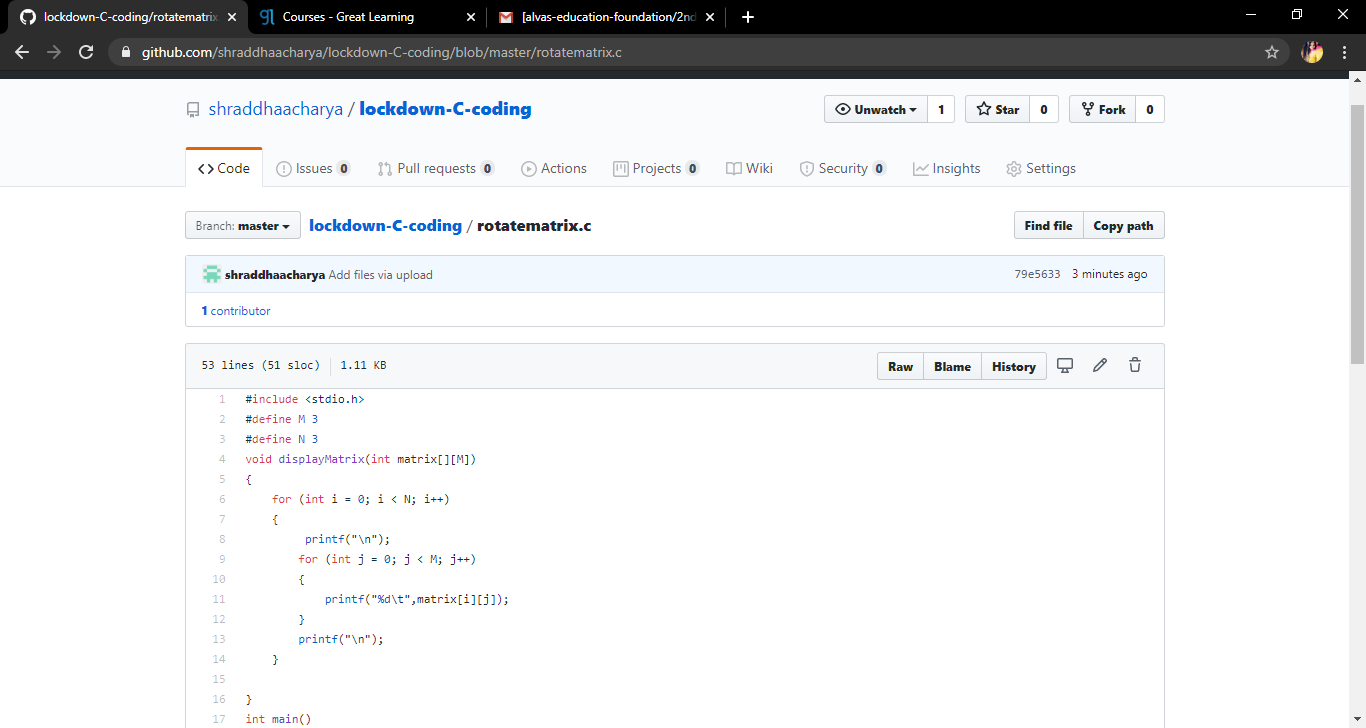 lockdown-C-coding/rotatematrix
Courses - Great Learning
[alvas-education-foundation/2nd
github.com/shraddhaacharya/lockdown-C-coding/blob/master/rotatematrix.c
shraddhaacharya / lockdown-C-coding
Unwatch 1 Star 0 Fork 0
Code Issues 0 Pull requests 0 Actions Projects 0 Wiki Security 0 Insights Settings
Branch: master lockdown-C-coding / rotatematrix.c Find file Copy path
shraddhaacharya Add files via upload 79e5633 3 minutes ago
1 contributor
53 lines (51 sloc) 1.11 KB Raw Blame History
1 #include <stdio.h>
2 #define M 3
3 #define N 3
4 void displayMatrix(int matrix[][M])
5 {
6     for (int i = 0; i < N; i++)
7     {
8          printf("\n");
9         for (int j = 0; j < M; j++)
10         {
11             printf("%d\t",matrix[i][j]);
12         }
13         printf("\n");
14     }
15
16 }
17 int main()